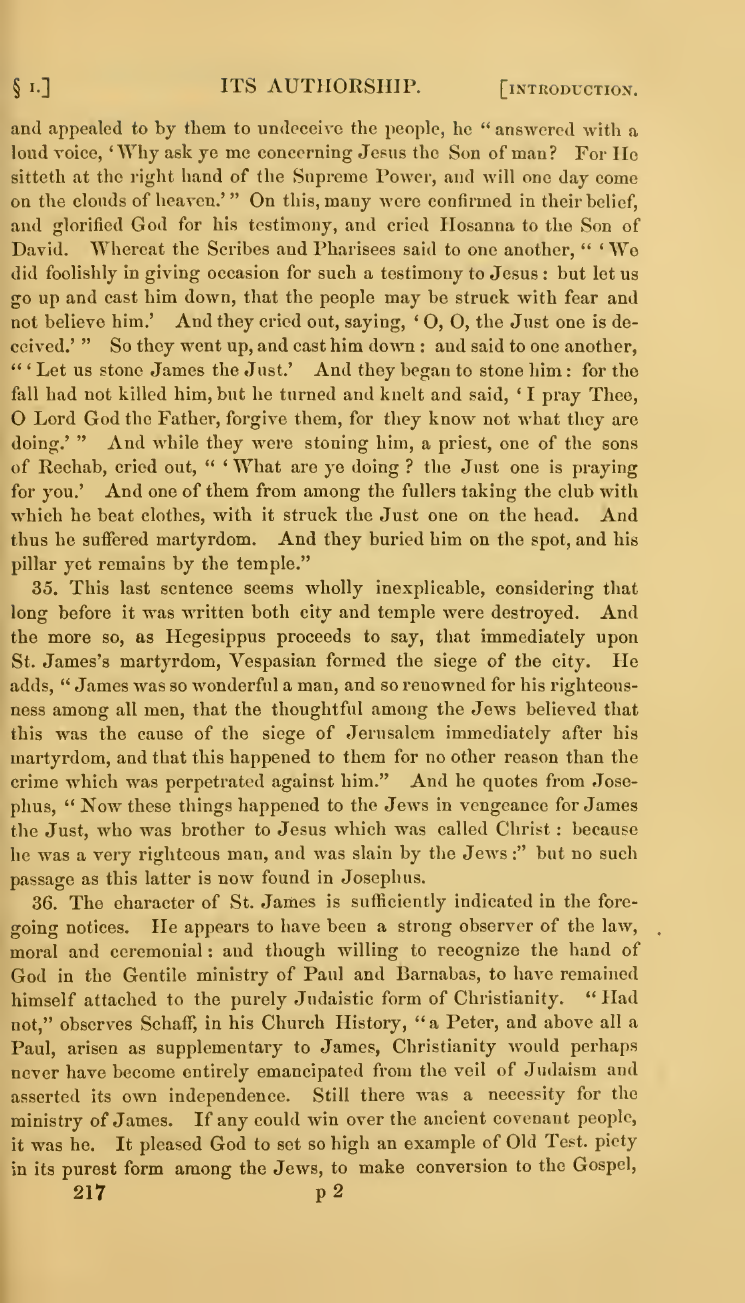 § I.] ITS AUTHORSHIP. [INTRODUCTION.
and appealed to by them to undeceive the people, he “answered with a
loud voice, ‘Why ask ye me concerning Jesus the Son of man? For He
sitteth at the right hand of the Supreme Power, and will one day come
on the clouds of heaven.’” On this, many were confirmed in their belief,
and glorified God for his testimony, and cried Hosanna to the Son of
David. Whereat the Scribes and Pharisees said to one another, “‘We
did foolishly in giving occasion for such a testimony to Jesus: but let us
go up and cast him down, that the people may be struck with fear and
not believe him.’ And they cried out, saying, ‘O, O, the Just one is de-
ceived.’” So they went up, and cast him down: and said to one another,
“‘Let us stone James the Just.’ And they began to stone him: for the
fall had not killed him, but he turned and knelt and said, ‘I pray Thee,
O Lord God the Father, forgive them, for they know not what they are
doing.’” And while they were stoning him, a priest, one of the sons
of Rechab, cried out, “‘What are ye doing? the Just one is praying
for you.’ And one of them from among the fullers taking the club with
which he beat clothes, with it struck the Just one on the head. And
thus he suffered martyrdom. And they buried him on the spot, and his
pillar yet remains by the temple.”
35. This last sentence seems wholly inexplicable, considering that
long before it was written both city and temple were destroyed. And
the more so, as Hegesippus proceeds to say, that immediately upon
St. James’s martyrdom, Vespasian formed the siege of the city. He
adds, “James was so wonderful a man, and so renowned for his righteous-
ness among all men, that the thoughtful among the Jews believed that
this was the cause of the siege of Jerusalem immediately after his
martyrdom, and that this happened to them for no other reason than the
crime which was perpetrated against him.” And he quotes from Jose-
phus, “Now these things happened to the Jews in vengeance for James
the Just, who was brother to Jesus which was called Christ: because
he was a very righteous man, and was slain by the Jews:” but no such
passage as this latter is now found in Josephus.
36. The character of St. James is sufficiently indicated in the fore-
going notices. He appears to have been a strong observer of the law,
moral and ceremonial: and though willing to recognize the hand of
God in the Gentile ministry of Paul and Barnabas, to have remained
himself attached to the purely Judaistic form of Christianity. “Had
not,” observes Schaff, in his Church History, “a Peter, and above all a
Paul, arisen as supplementary to James, Christianity would perhaps
never have become entirely emancipated from the veil of Judaism and
asserted its own independence. Still there was a necessity for the
ministry of James. If any could win over the ancient covenant people,
it was he. It pleased God to set so high an example of Old Test. piety
in its purest form among the Jews, to make conversion to the Gospel,
217 p 2